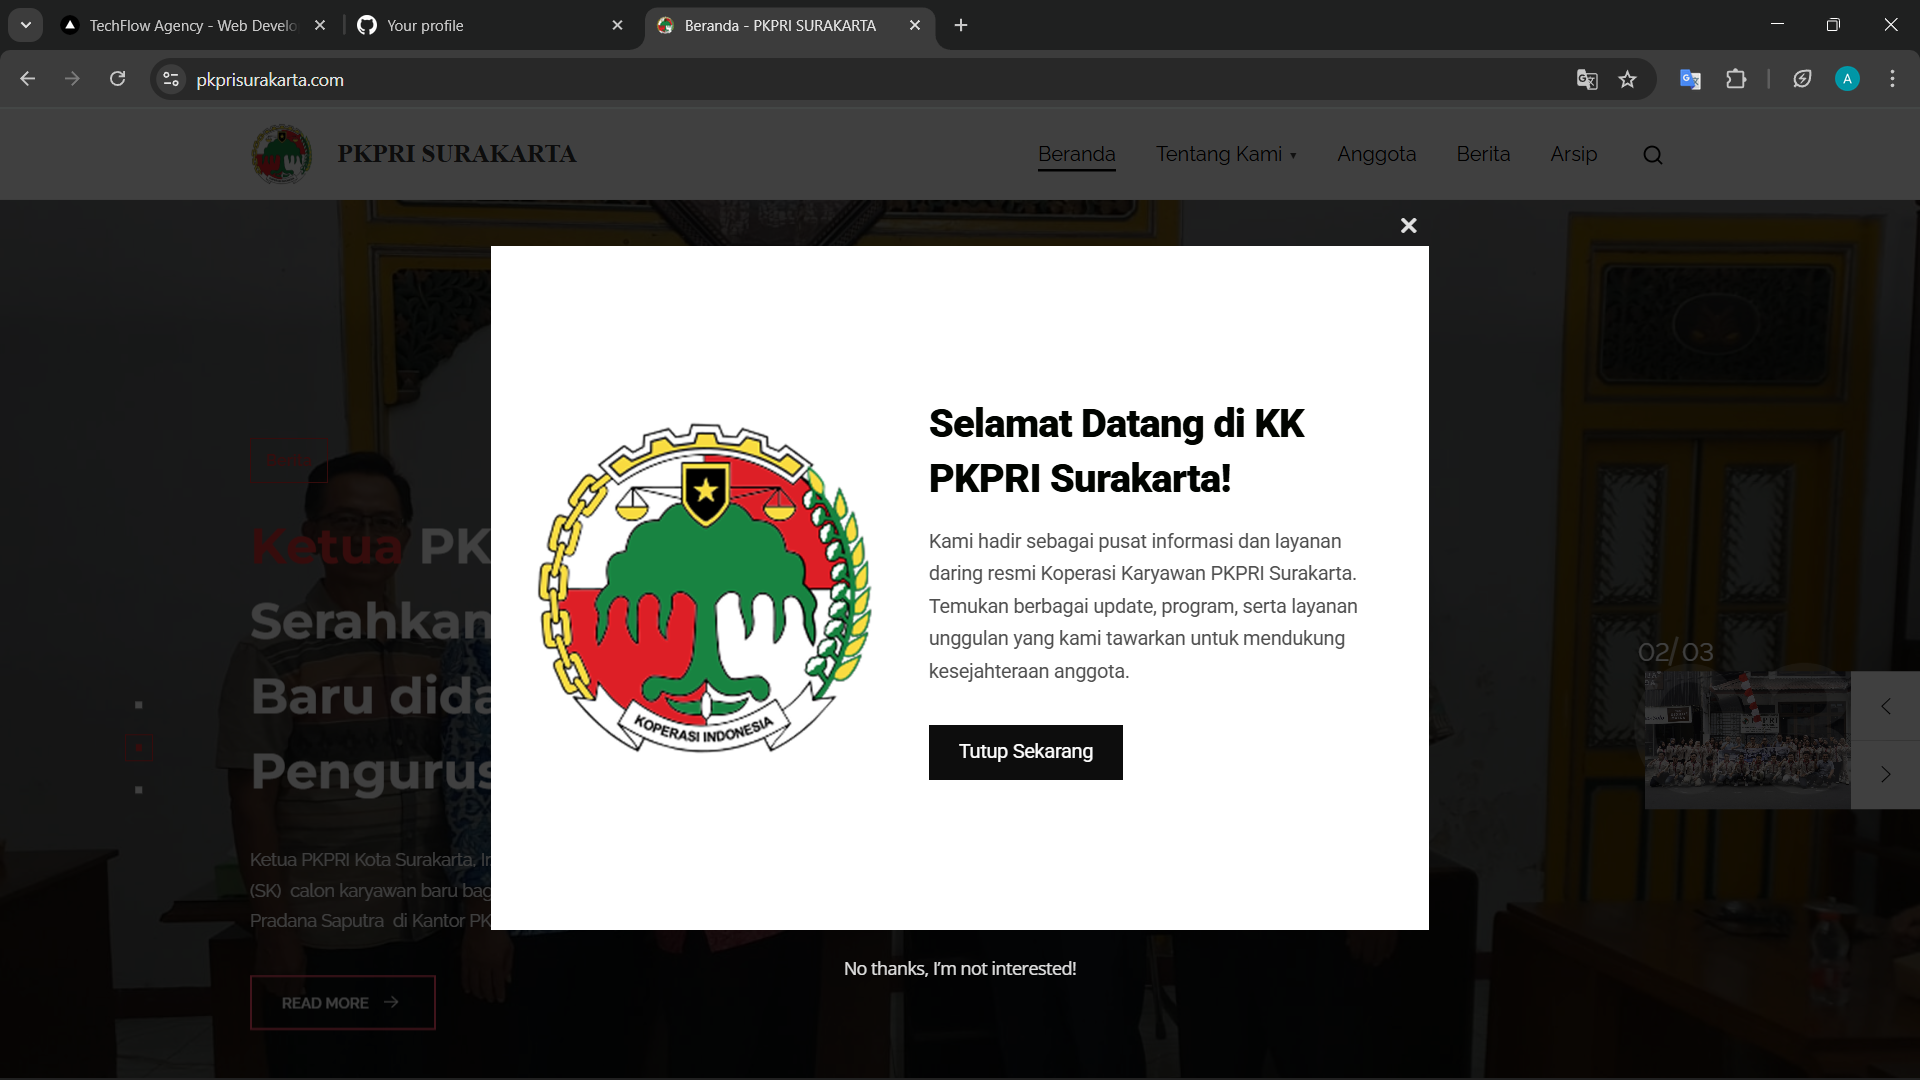 TechFlow Agency - Web Develo
Your profile
Beranda - PKPRI SURAKARTA
pkprisurakarta.com
A
PKPRI SURAKARTA
Beranda
Tentang Kami
Anggota
Berita
Arsip
Selamat Datang di KK
PKPRI Surakarta!
Kami hadir sebagai pusat informasi dan layanan
daring resmi Koperasi Karyawan PKPRI Surakarta.
Temukan berbagai update, program, serta layanan
unggulan yang kami tawarkan untuk mendukung
kesejahteraan anggota.
Tutup Sekarang
KOPERASI INDONESIA
No thanks, I'm not interested!
Ketua PK
Serahkan
Baru dida
Pengurus
Ketua PKPRI Kota Surakarta, Ir
(SK) calon karyawan baru bag
Pradana Saputra di Kantor PK
READ MORE
02/ 03